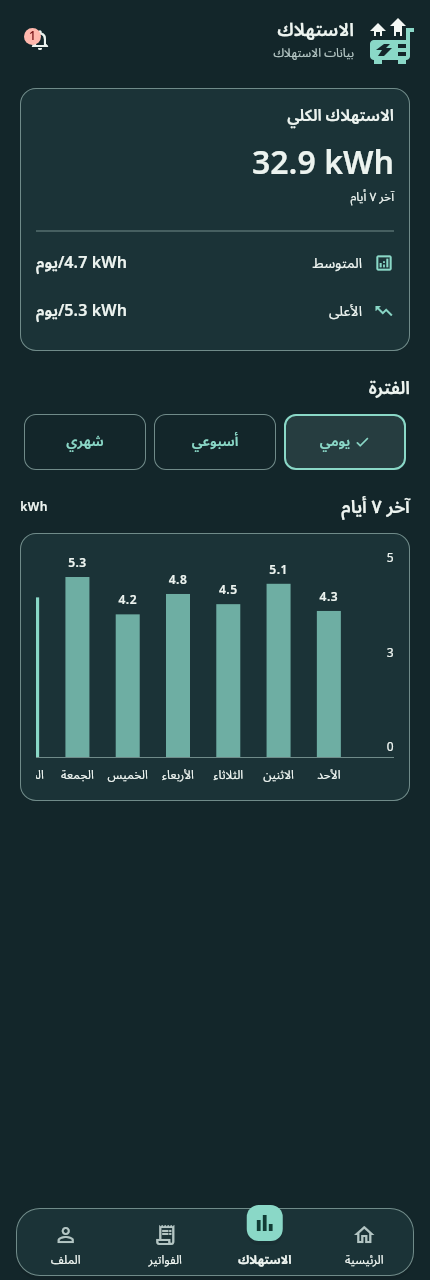 الاستهلاك
بيانات الاستهلاك
1
الاستهلاك الكلي
32.9 kWh
آخر ٧ أيام
المتوسط
4.7 kWh/يوم
الأعلى
5.3 kWh/يوم
الفترة
يومي
أسبوعي
شهري
آخر ٧ أيام
kWh
5
3
0
4.3
5.1
4.5
4.8
4.2
5.3
الأحد
الاثنين
الثلاثاء
الأربعاء
الخميس
الجمعة
الرئيسية
الاستهلاك
الفواتير
الملف